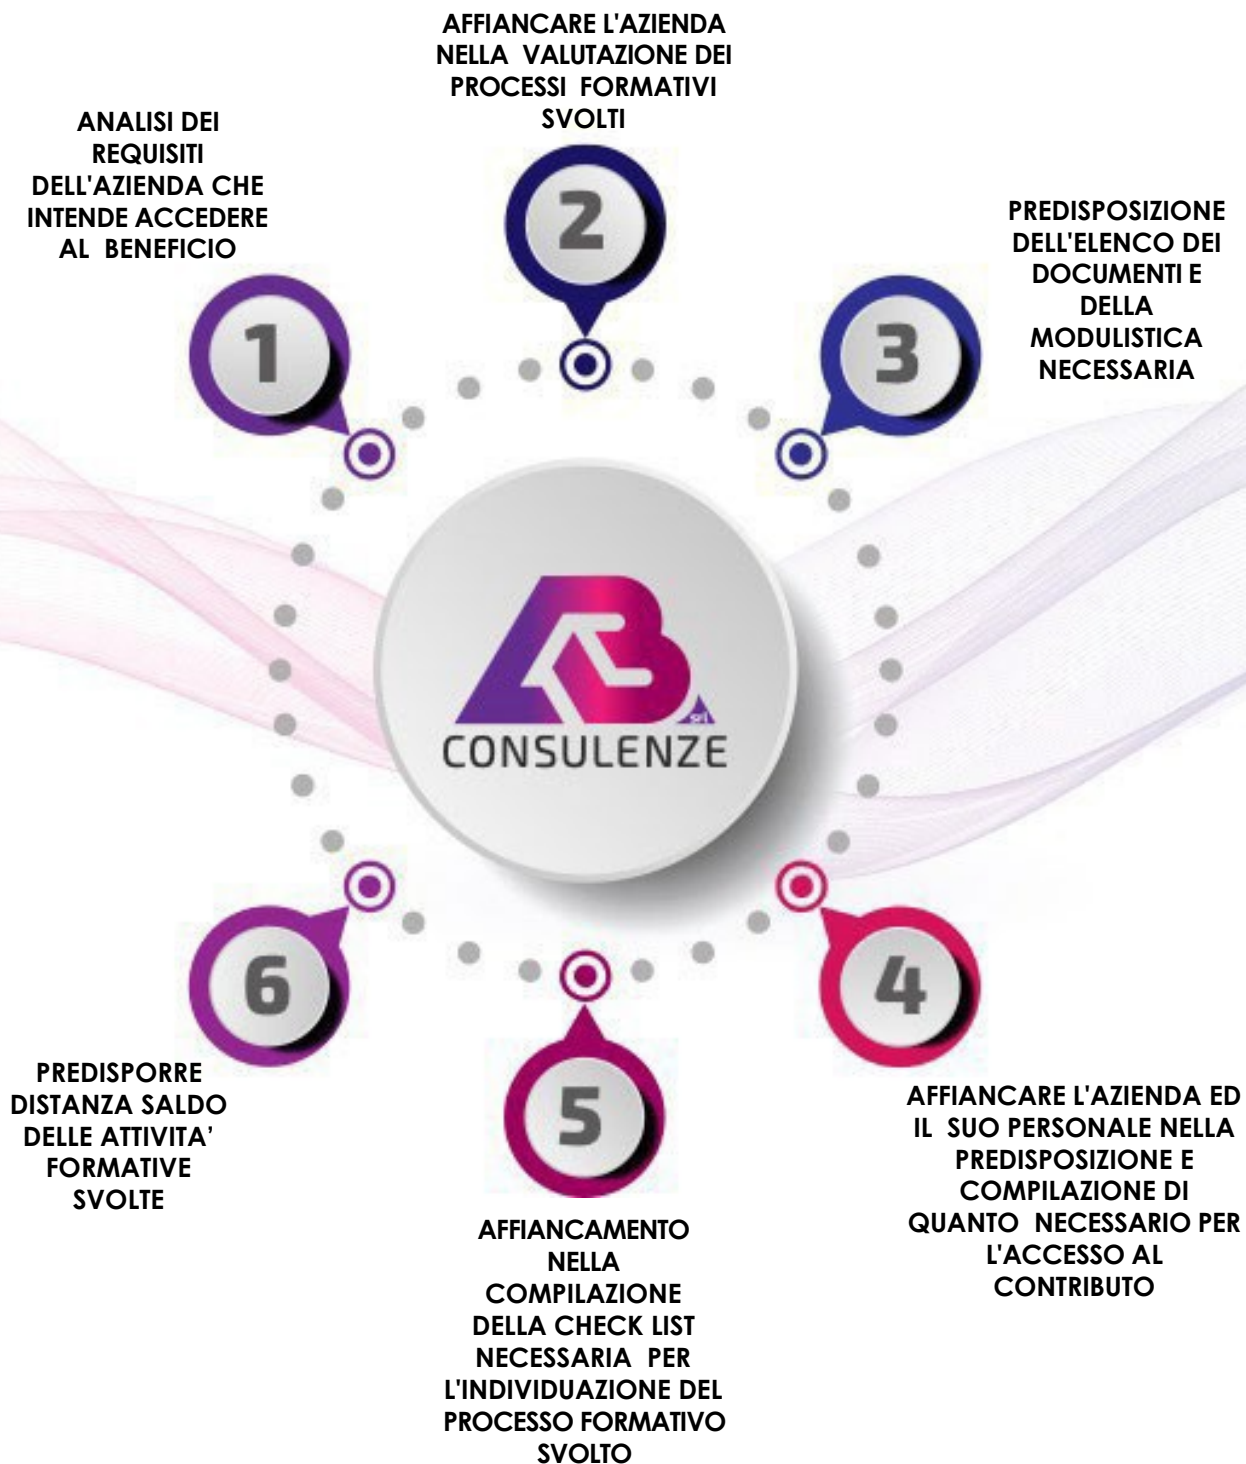 ANALISI DEI
REQUISITI
DELL'AZIENDA CHE
INTENDE ACCEDERE
AL BENEFICIO
1
AFFIANCARE L'AZIENDA
NELLA VALUTAZIONE DEI
PROCESSI FORMATIVI
SVOLTI
2
PREDISPOSIZIONE
DELL'ELENCO DEI
DOCUMENTI E
DELLA
MODULISTICA
NECESSARIA
3
AB
srl
CONSULENZE
4
AFFIANCARE L'AZIENDA ED
IL SUO PERSONALE NELLA
PREDISPOSIZIONE E
COMPILAZIONE DI
QUANTO NECESSARIO PER
L'ACCESSO AL
CONTRIBUTO
5
AFFIANCAMENTO
NELLA
COMPILAZIONE
DELLA CHECK LIST
NECESSARIA PER
L'INDIVIDUAZIONE DEL
PROCESSO FORMATIVO
SVOLTO
6
PREDISPORRE
DISTANZA SALDO
DELLE ATTIVITA’
FORMATIVE
SVOLTE